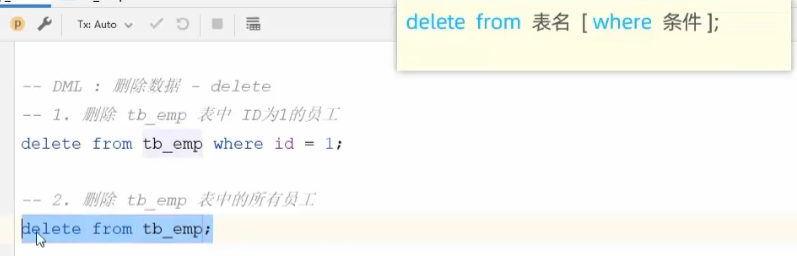 Tx: Auto
delete from 表名 [ where 条件 ];
-- DML : 删除数据 - delete
-- 1. 删除 tb_emp 表中 ID为1的员工
delete from tb_emp where id = 1;
-- 2. 删除 tb_emp 表中的所有员工
delete from tb_emp;